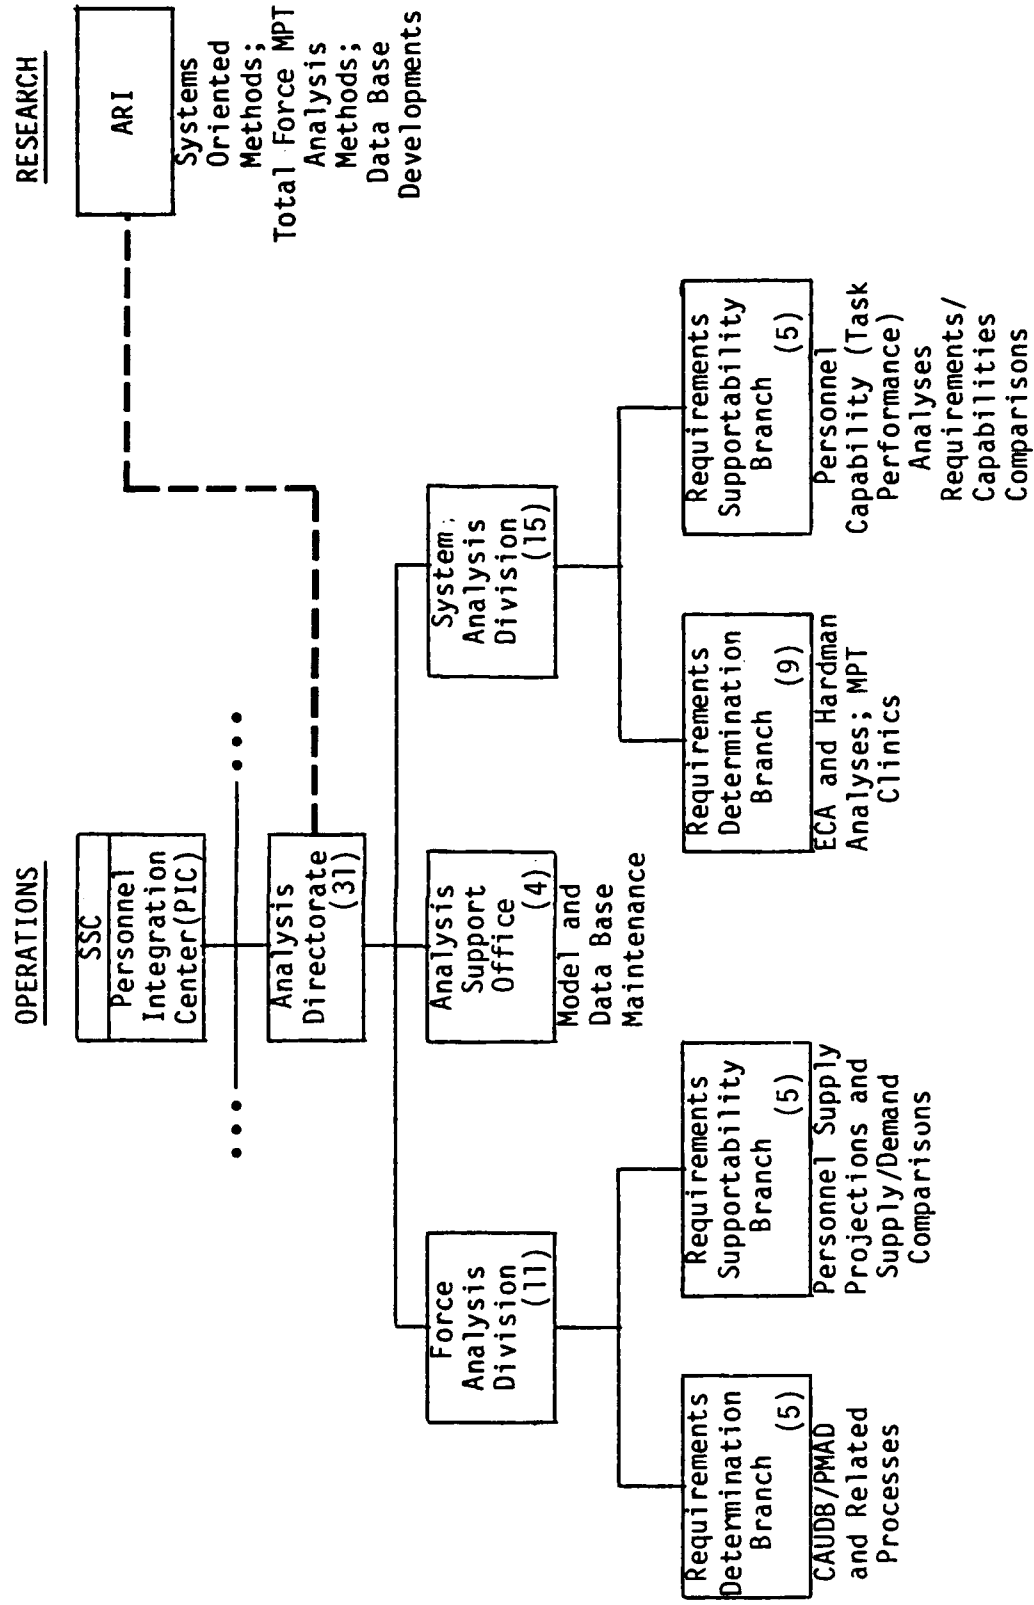 OPERATIONS
RESEARCH
SSC
Personnel
Integration
Center(PIC)
ARI
Systems
Oriented
Methods;
Total Force MPT
Analysis
Methods;
Data Base
Developments
Analysis
Directorate
(31)
Force
Analysis
Division
(11)
Analysis
Support
Office
(4)
Model and
Data Base
Maintenance
System
Analysis
Division
(15)
Requirements
Determination
Branch
(5)
CAUDB/PMAD
and Related
Processes
Requirements
Supportability
Branch
(5)
Personnel Supply
Projections and
Supply/Demand
Comparisons
Requirements
Determination
Branch
(9)
ECA and Hardman
Analyses; MPT
Clinics
Requirements
Supportability
Branch
(5)
Personnel
Capability (Task
Performance)
Analyses
Requirements/
Capabilities
Comparisons